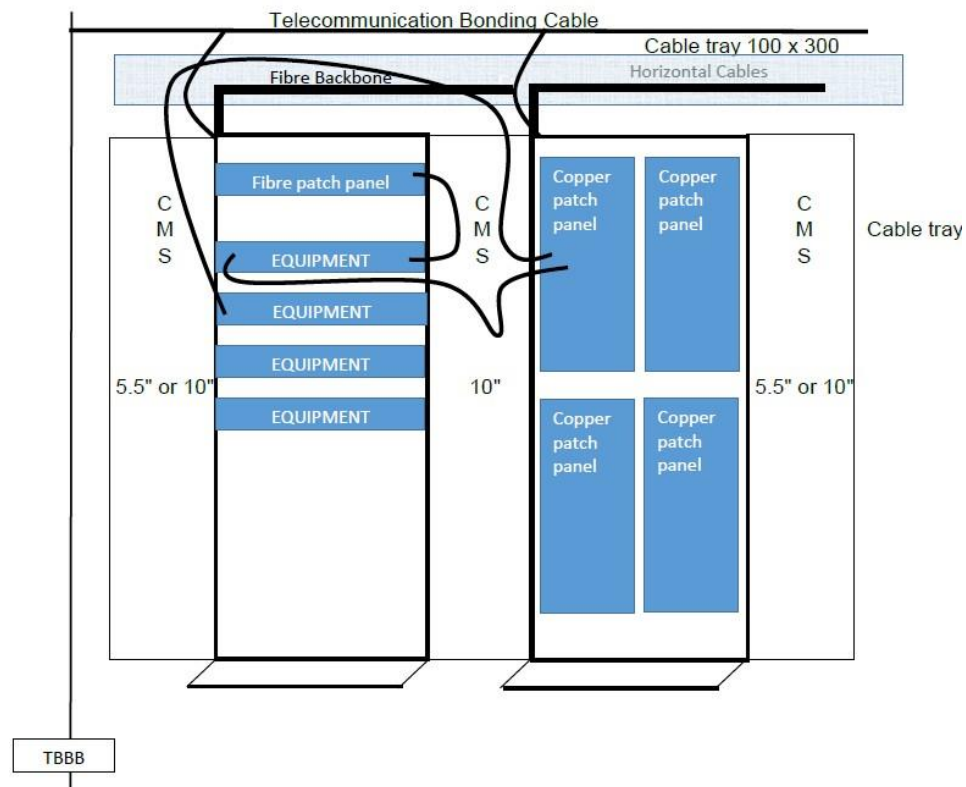 Telecommunication Bonding Cable
Cable tray 100 x 300
Fibre Backbone
Horizontal Cables
Fibre patch panel
EQUIPMENT
EQUIPMENT
EQUIPMENT
EQUIPMENT
C
M
S
5.5" or 10"
C
M
S
10"
Copper
patch
panel
Copper
patch
panel
Copper
patch
panel
Copper
patch
panel
C
M
S
5.5" or 10"
Cable tray
TBBB